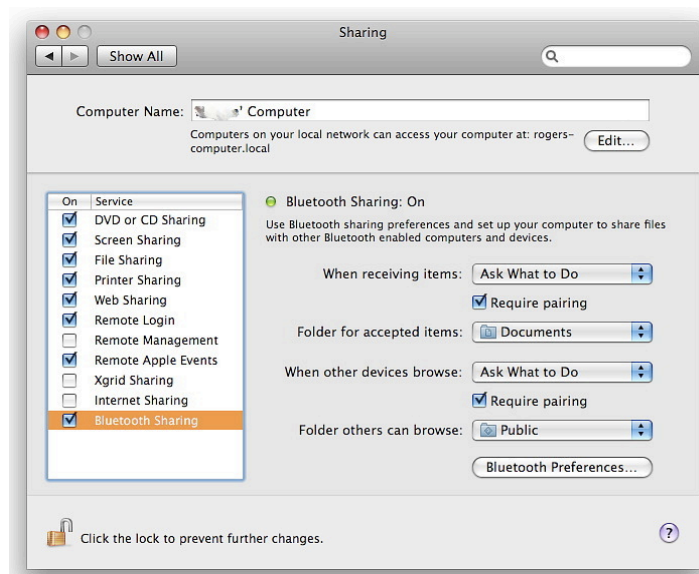 Sharing
Show All
Computer Name: ' Computer
Computers on your local network can access your computer at: rogers-
computer.local
Edit...
On Service
DVD or CD Sharing
Screen Sharing
File Sharing
Printer Sharing
Web Sharing
Remote Login
Remote Management
Remote Apple Events
Xgrid Sharing
Internet Sharing
Bluetooth Sharing
Bluetooth Sharing: On
Use Bluetooth sharing preferences and set up your computer to share files
with other Bluetooth enabled computers and devices.
When receiving items: Ask What to Do
Require pairing
Folder for accepted items: Documents
When other devices browse: Ask What to Do
Require pairing
Folder others can browse: Public
Bluetooth Preferences...
Click the lock to prevent further changes.
?